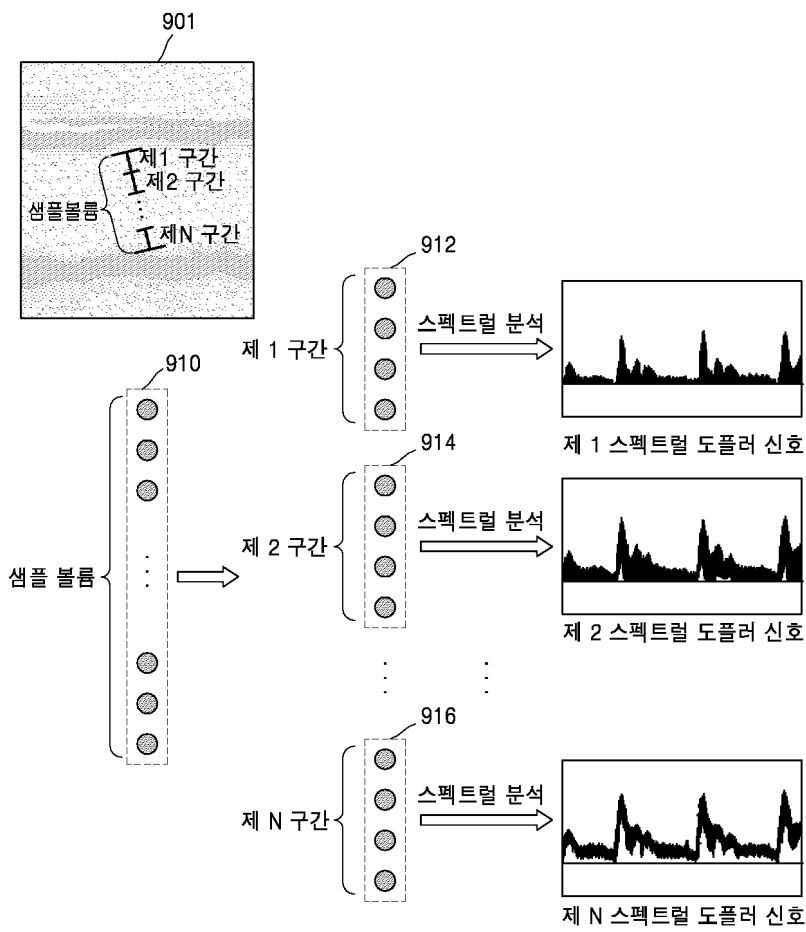 901
제1 구간
제2 구간
샘플볼륨
제N 구간
912
제 1 구간
스펙트럴 분석
제 1 스펙트럴 도플러 신호
910
샘플 볼륨
914
제 2 구간
스펙트럴 분석
제 2 스펙트럴 도플러 신호
916
제 N 구간
스펙트럴 분석
제 N 스펙트럴 도플러 신호